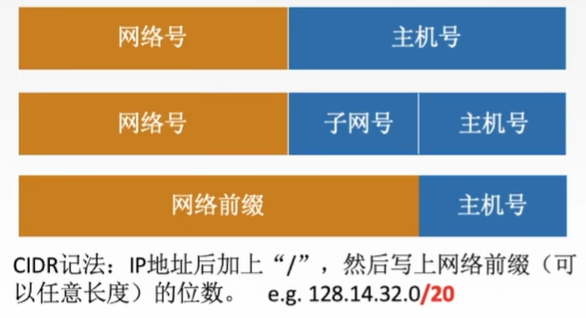 网络号 主机号
网络号 子网号 主机号
网络前缀 主机号
CIDR记法：IP地址后加上“/”，然后写上网络前缀（可
以任意长度）的位数。 e.g. 128.14.32.0/20